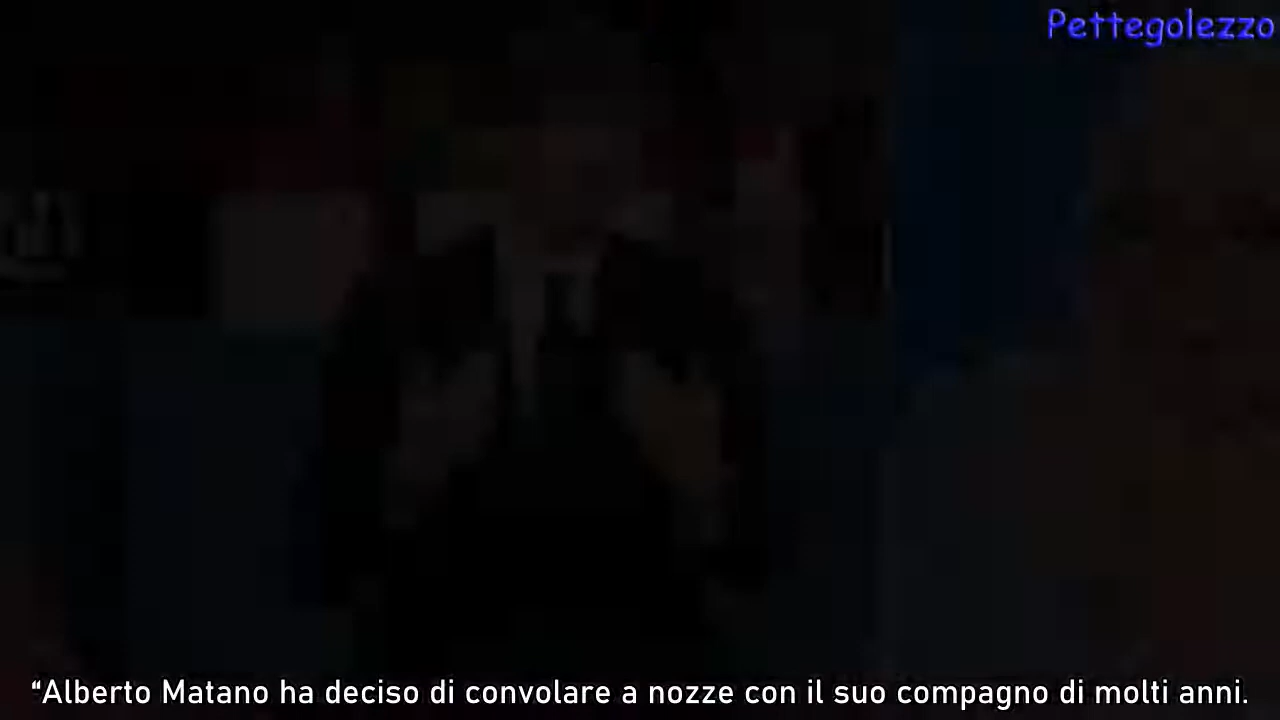 Pettegolezzo
“Alberto Matano ha deciso di convolare a nozze con il suo compagno di molti anni.